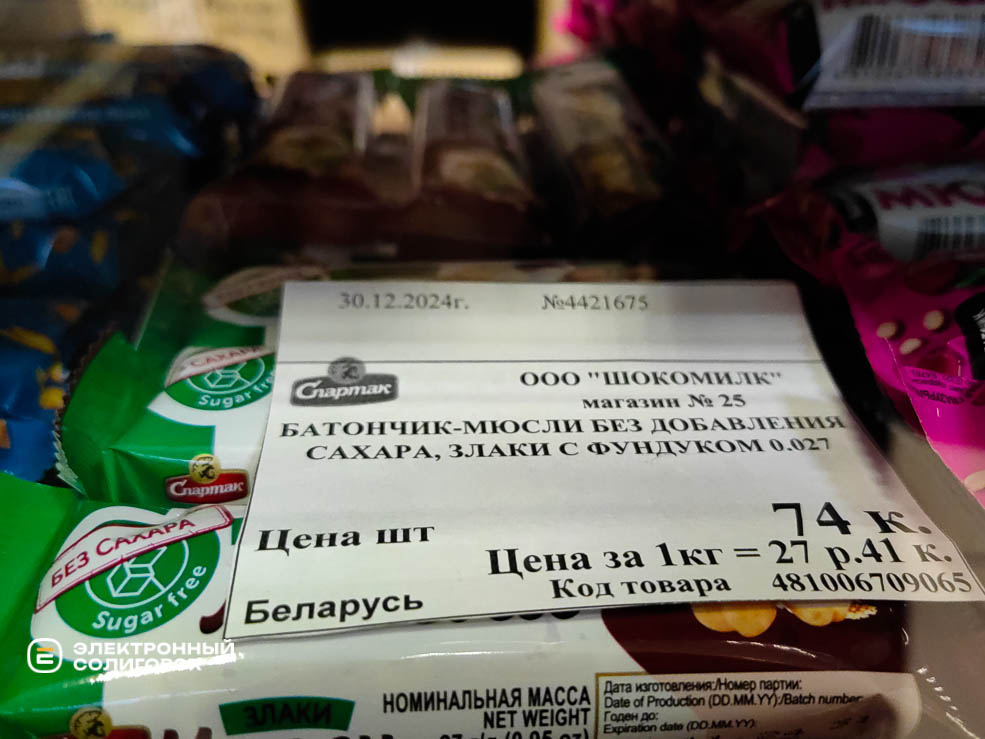 30.12.2024г. №4421675
Спартак
ООО "ШОКОМИЛК"
магазин № 25
БАТОНЧИК-МЮСЛИ БЕЗ ДОБАВЛЕНИЯ
САХАРА, ЗЛАКИ С ФУНДУКОМ 0.027
Цена шт 74 к.
Цена за 1кг = 27 р.41 к.
Код товара 481006709065
Беларусь
САХАРА
Sugar free
Спартак
БЕЗ САХАРА
Sugar free
ЭЛЕКТРОННЫЙ
СОЛИГОРСК
ЗЛАКИ
НОМИНАЛЬНАЯ МАССА
NET WEIGHT
Дата изготовления:/Номер партии:
Date of Production (DD.MM.YY):/Batch number
Годен до:
Expiration date (DD.MM.YY):